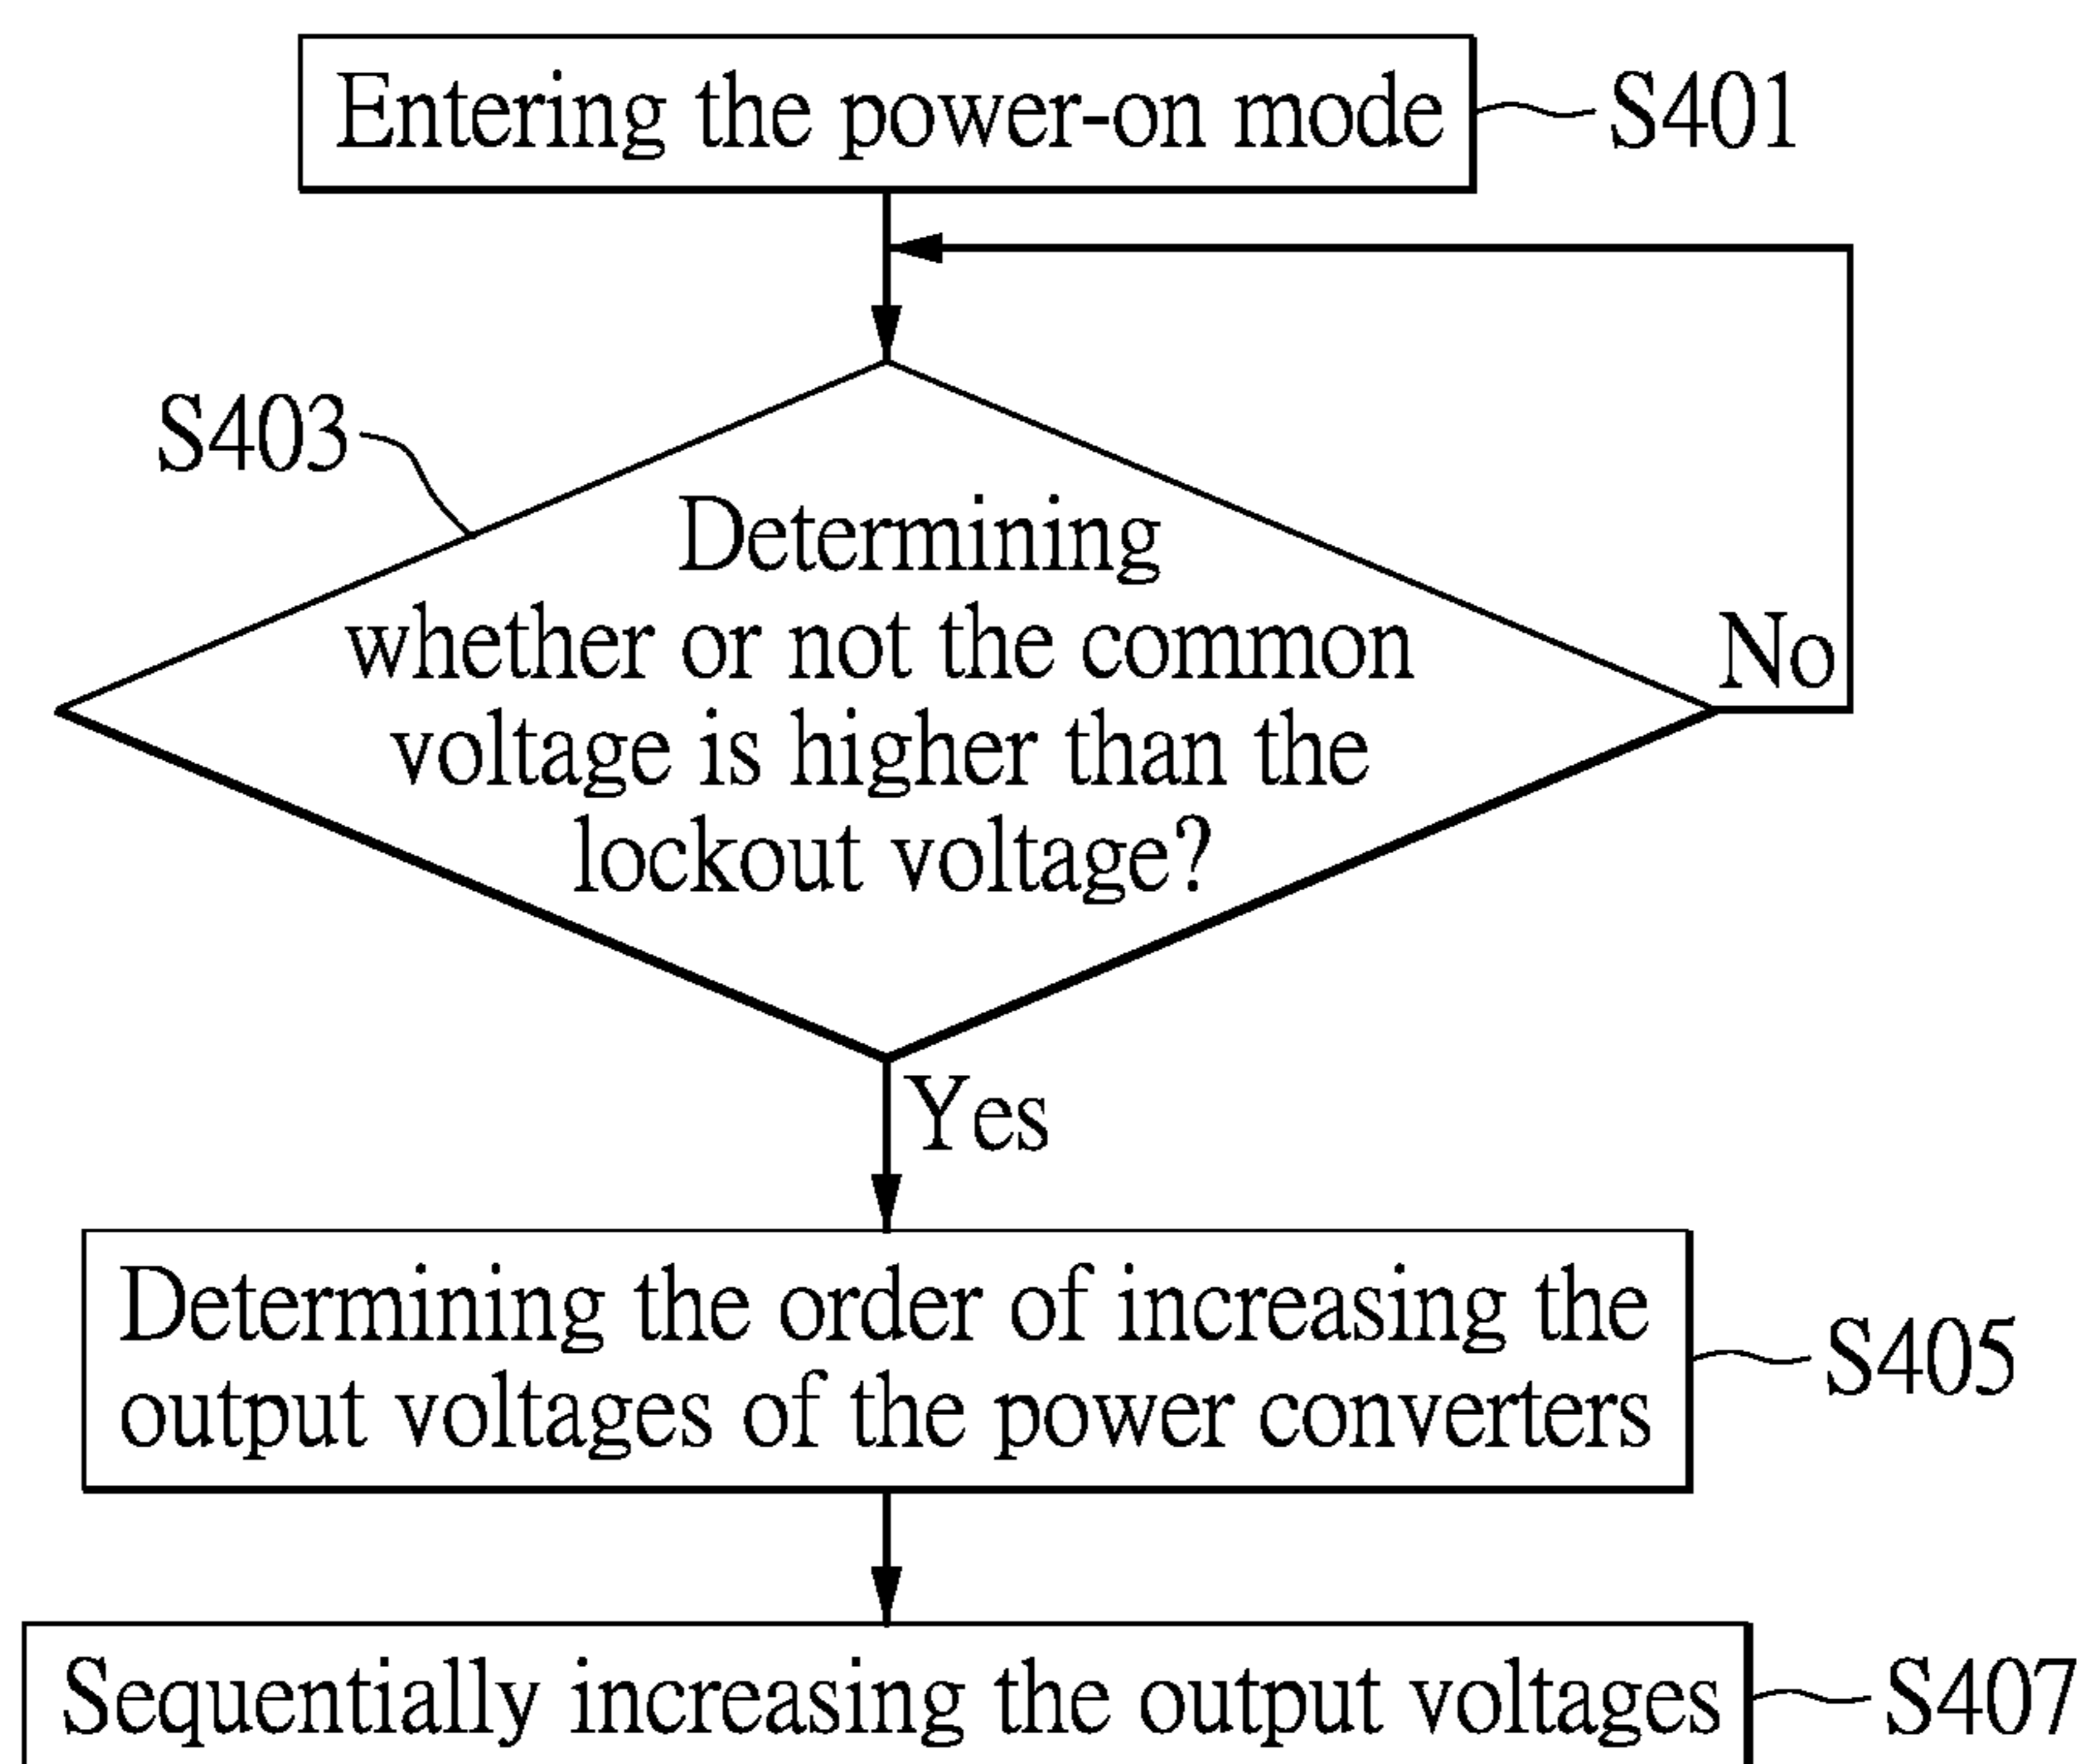 Entering the power-on mode
S401
S403
Determining
whether or not the common
voltage is higher than the
lockout voltage?
No
Yes
Determining the order of increasing the
output voltages of the power converters
S405
Sequentially increasing the output voltages
S407